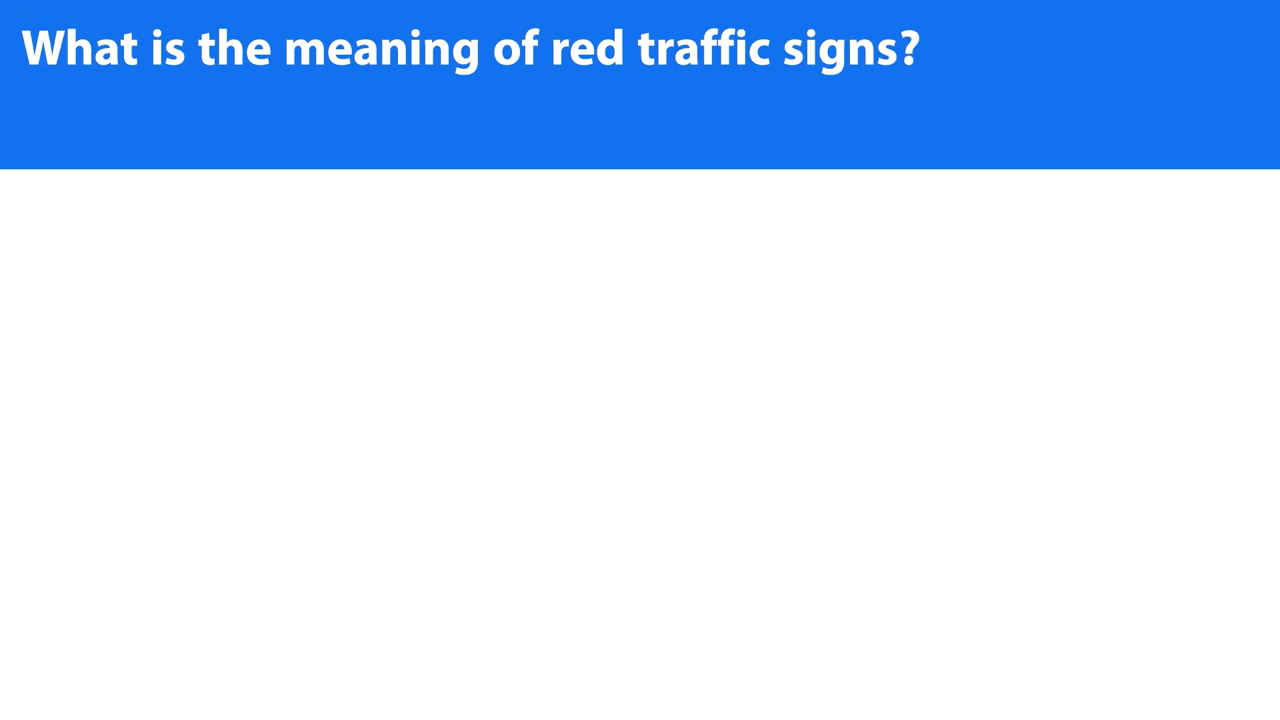 What is the meaning of red traffic signs?